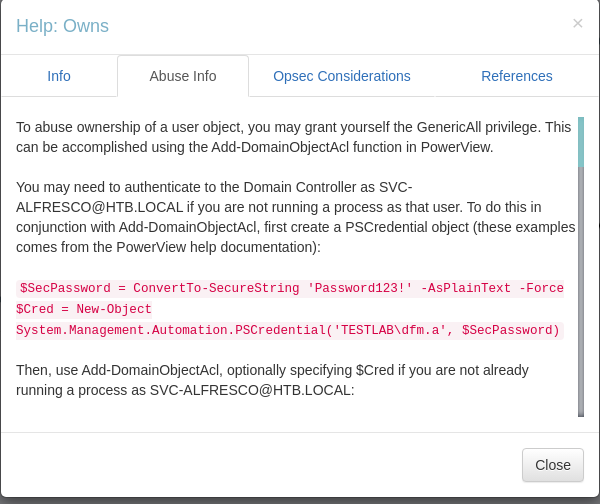 Help: Owns ×
Info Abuse Info Opsec Considerations References
To abuse ownership of a user object, you may grant yourself the GenericAll privilege. This
can be accomplished using the Add-DomainObjectAcl function in PowerView.
You may need to authenticate to the Domain Controller as SVC-
ALFRESCO@HTB.LOCAL if you are not running a process as that user. To do this in
conjunction with Add-DomainObjectAcl, first create a PSCredential object (these examples
comes from the PowerView help documentation):
$SecPassword = ConvertTo-SecureString 'Password123!' -AsPlainText -Force
$Cred = New-Object
System.Management.Automation.PSCredential('TESTLAB\dfm.a', $SecPassword)
Then, use Add-DomainObjectAcl, optionally specifying $Cred if you are not already
running a process as SVC-ALFRESCO@HTB.LOCAL:
Close